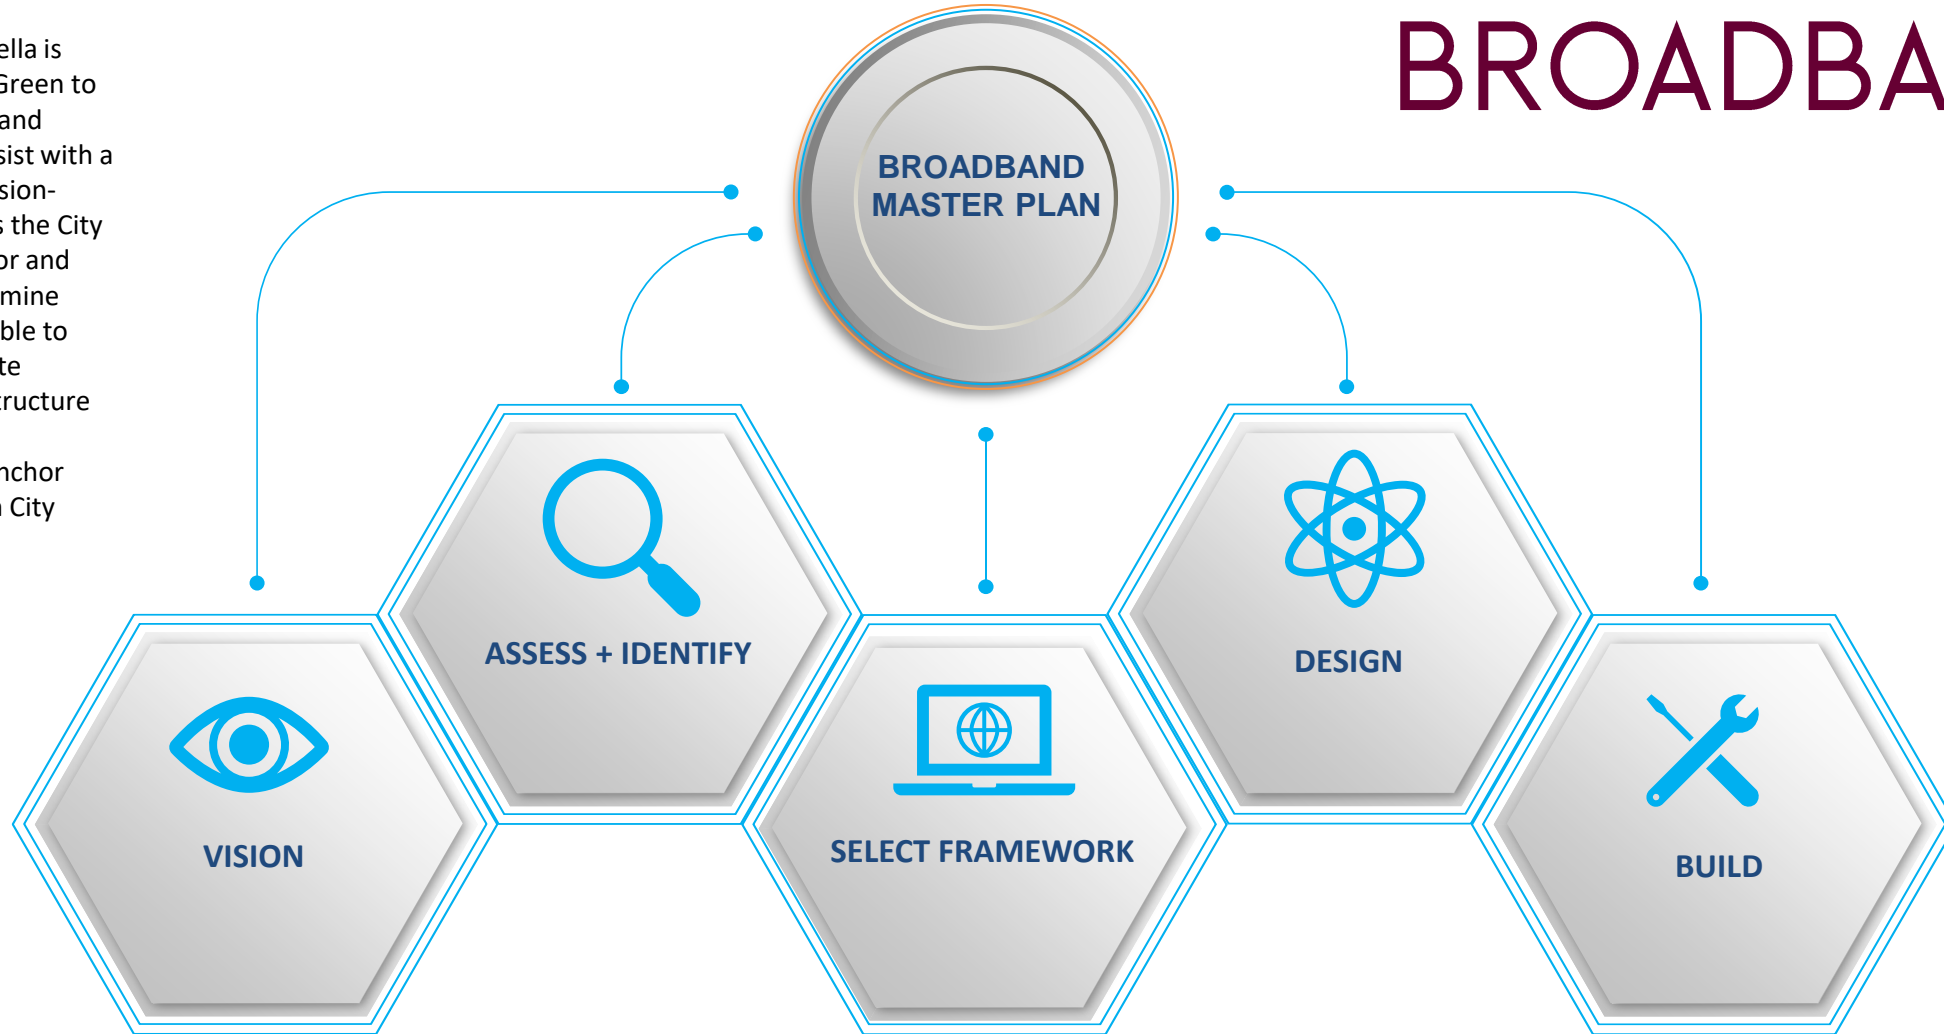 BROADBA
ella is
Green to
and
sist with a
sion-
s the City
or and
mine
ble to
te
tructure
nchor
City
BROADBAND
MASTER PLAN
ASSESS + IDENTIFY
DESIGN
VISION
SELECT FRAMEWORK
BUILD